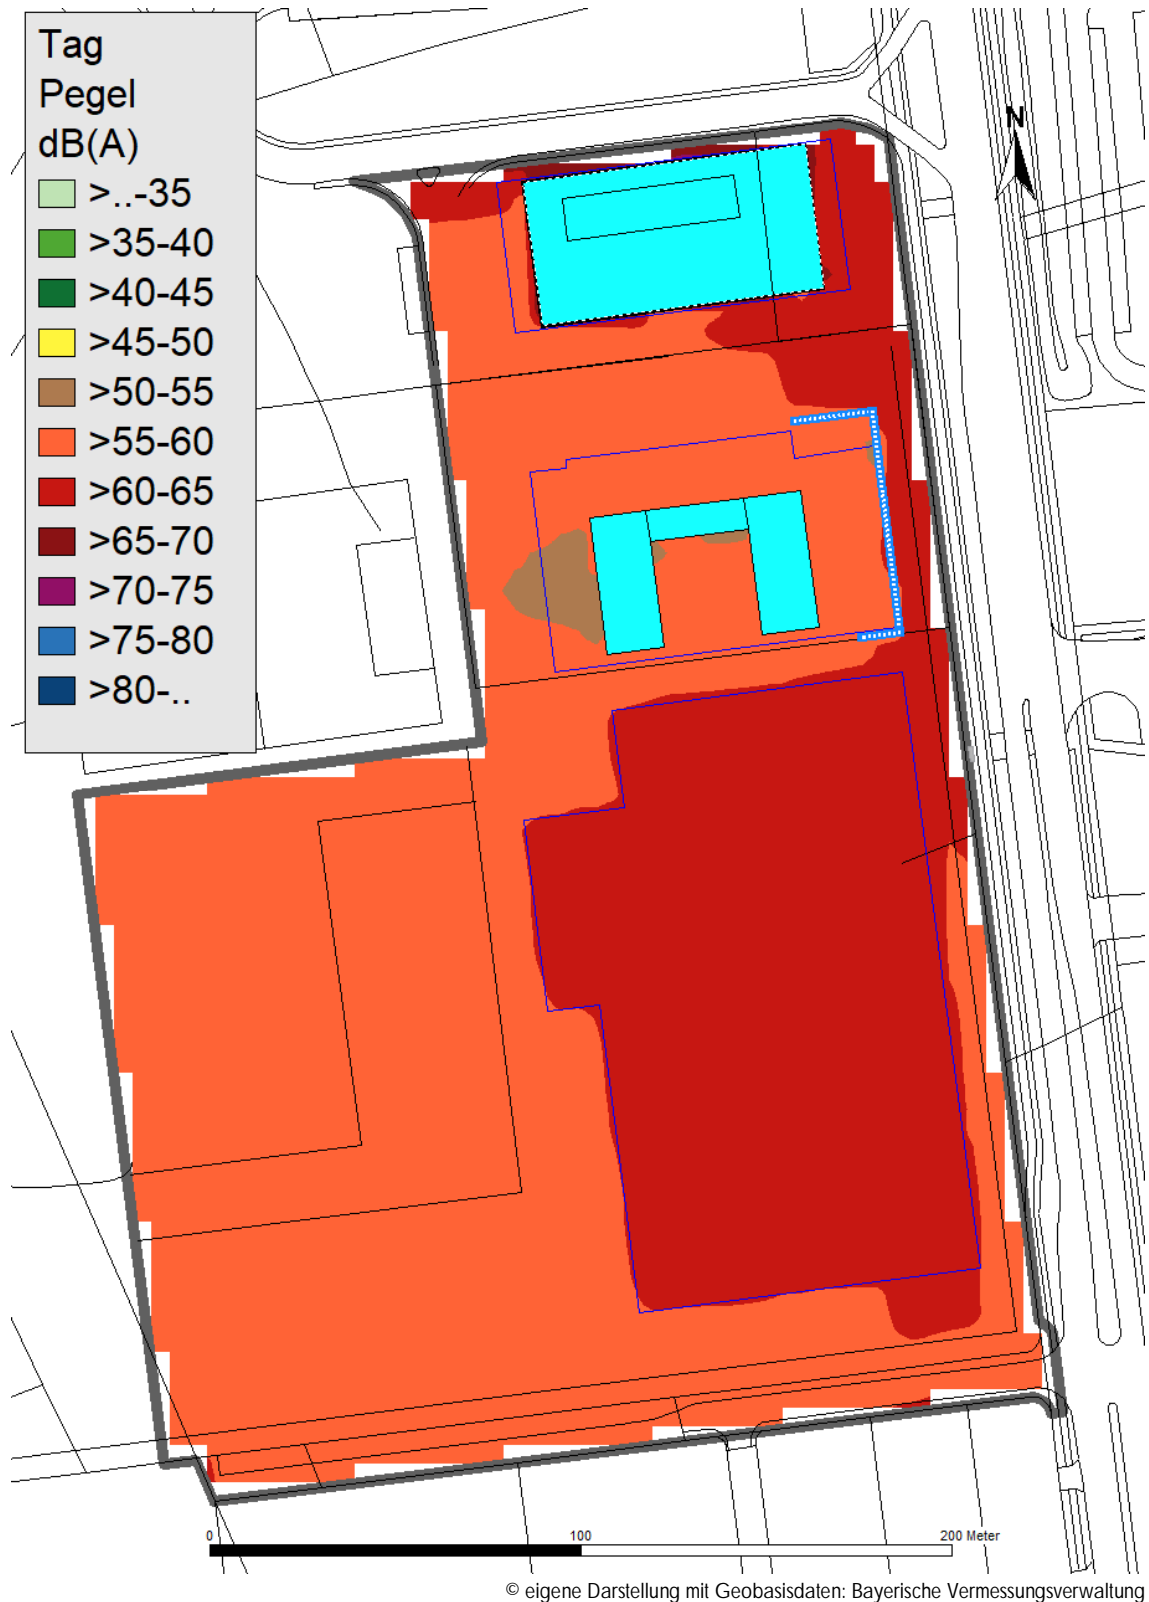 Tag
Pegel
dB(A)
>..-35
>35-40
>40-45
>45-50
>50-55
>55-60
>60-65
>65-70
>70-75
>75-80
>80-..
N
0 100 200 Meter
© eigene Darstellung mit Geobasisdaten: Bayerische Vermessungsverwaltung